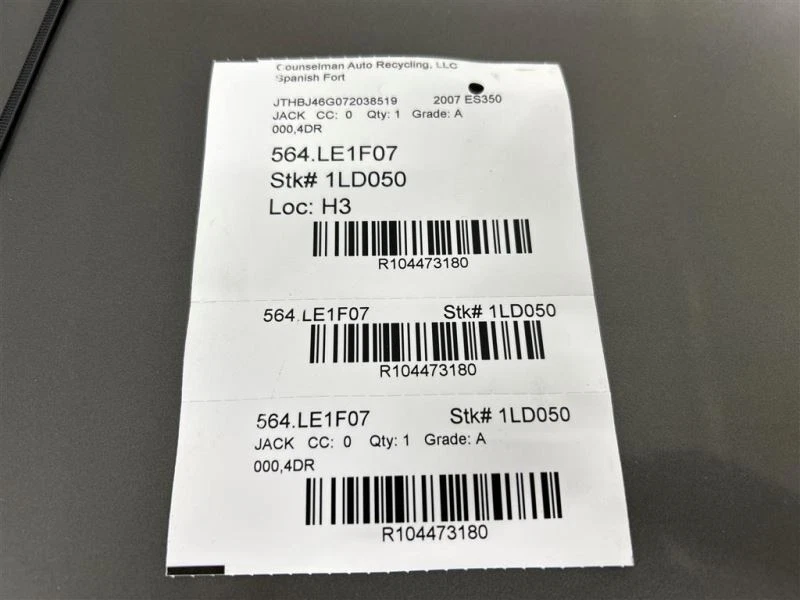 Counselman Auto Recycling, LLC
Spanish Fort
JTHBJ46G072038519 2007 ES350
JACK CC: 0 Qty: 1 Grade: A
000,4DR
564.LE1F07
Stk# 1LD050
Loc: H3
R104473180
564.LE1F07 Stk# 1LD050
R104473180
564.LE1F07 Stk# 1LD050
JACK CC: 0 Qty: 1 Grade: A
000,4DR
R104473180